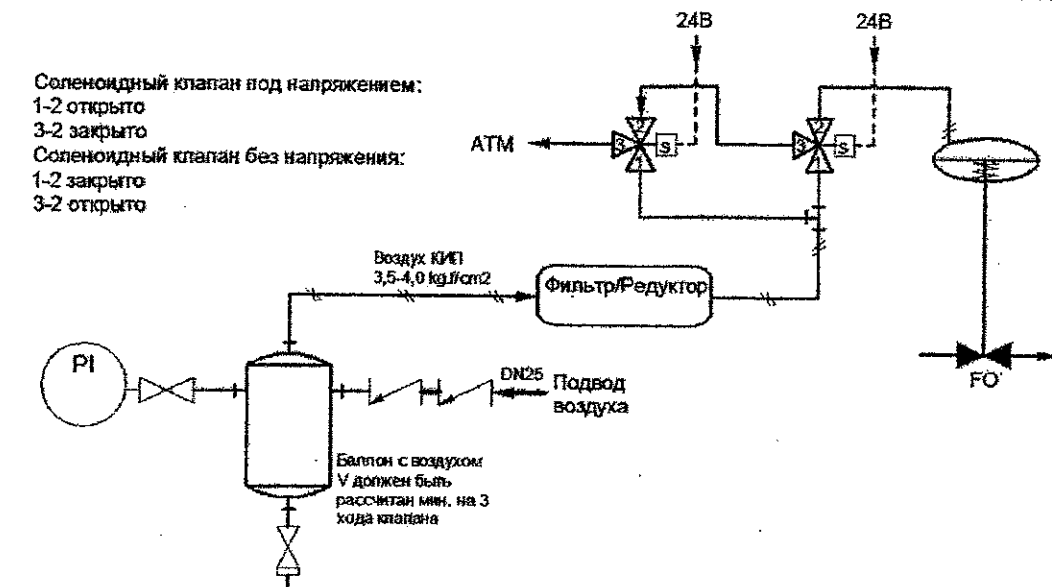 24В
24В
Соленоидный клапан под напряжением:
1-2 открыто
3-2 закрыто
Соленоидный клапан без напряжения:
1-2 закрыто
3-2 открыто
АТМ
2
3
S
1
2
3
S
1
Воздух КИП
3,5-4,0 kg.f/cm2
Фильтр/Редуктор
PI
DN25
Подвод
воздуха
FO
Баллон с воздухом
V должен быть
рассчитан мин. на 3
хода клапана